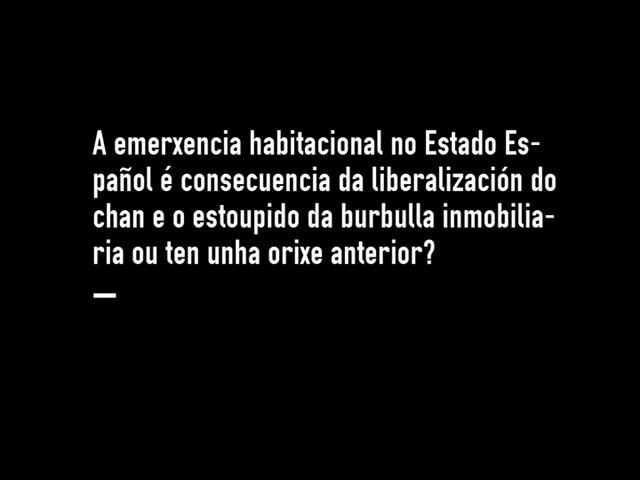 A emerxencia habitacional no Estado Es-
pañol é consecuencia da liberalización do
chan e o estoupido da burbulla inmobilia-
ria ou ten unha orixe anterior?